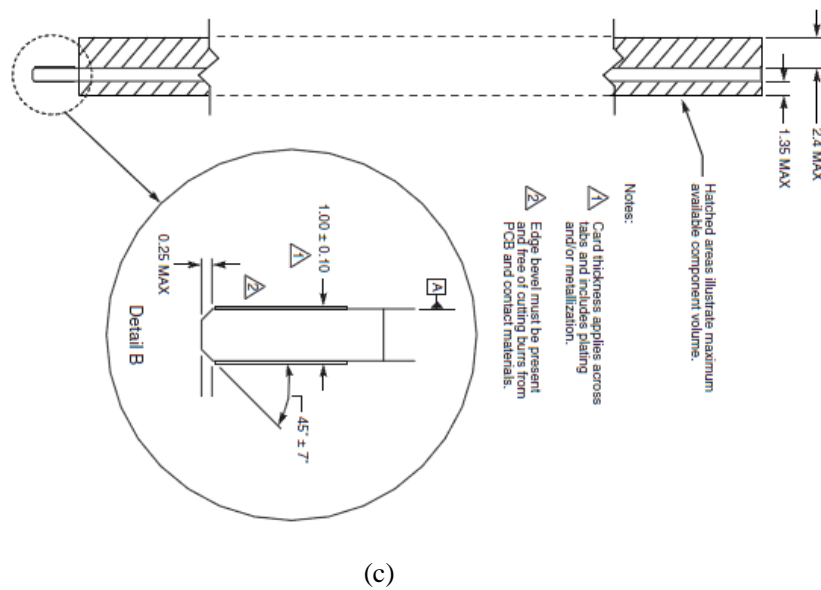 2.4 MAX
1.35 MAX
Hatched areas illustrate maximum
available component volume.
Notes:
1 Card thickness applies across
tabs and includes plating
and/or metallization.
2 Edge bevel must be present
and free of cutting burrs from
PCB and contact materials.
A
1.00 ± 0.10
1
2
0.25 MAX
45° ± 7°
Detail B
(c)